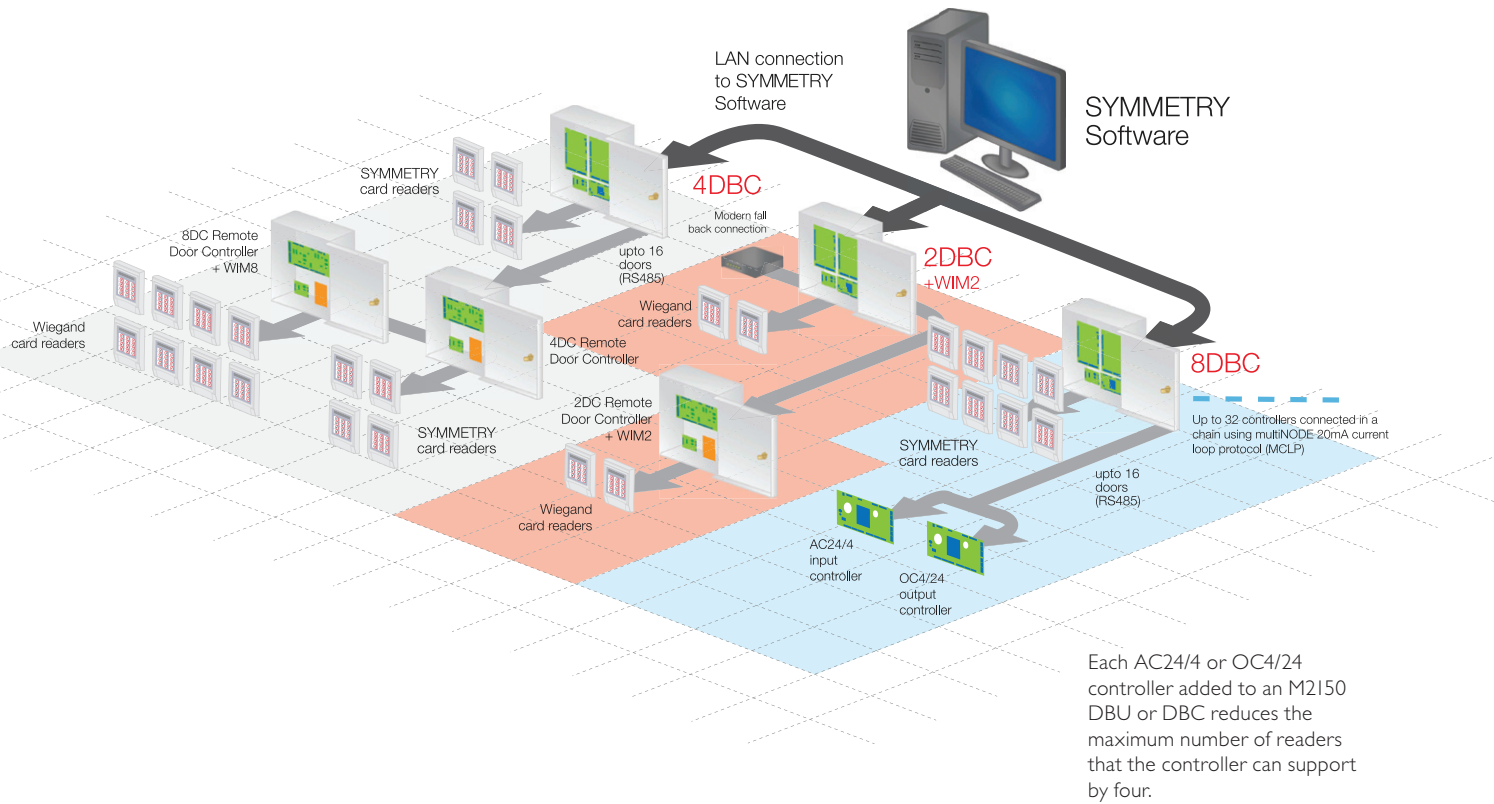 LAN connection
to SYMMETRY
Software
SYMMETRY
Software
SYMMETRY
card readers
4DBC
Modern fall
back connection
8DC Remote
Door Controller
+ WIM8
upto 16
doors
(RS485)
2DBC
+WIM2
Wiegand
card readers
Wiegand
card readers
4DC Remote
Door Controller
8DBC
2DC Remote
Door Controller
+ WIM2
Up to 32 controllers connected in a
chain using multiNODE 20mA current
loop protocol (MCLP)
SYMMETRY
card readers
SYMMETRY
card readers
upto 16
doors
(RS485)
Wiegand
card readers
AC24/4
input
controller
OC4/24
output
controller
Each AC24/4 or OC4/24
controller added to an M2150
DBU or DBC reduces the
maximum number of readers
that the controller can support
by four.